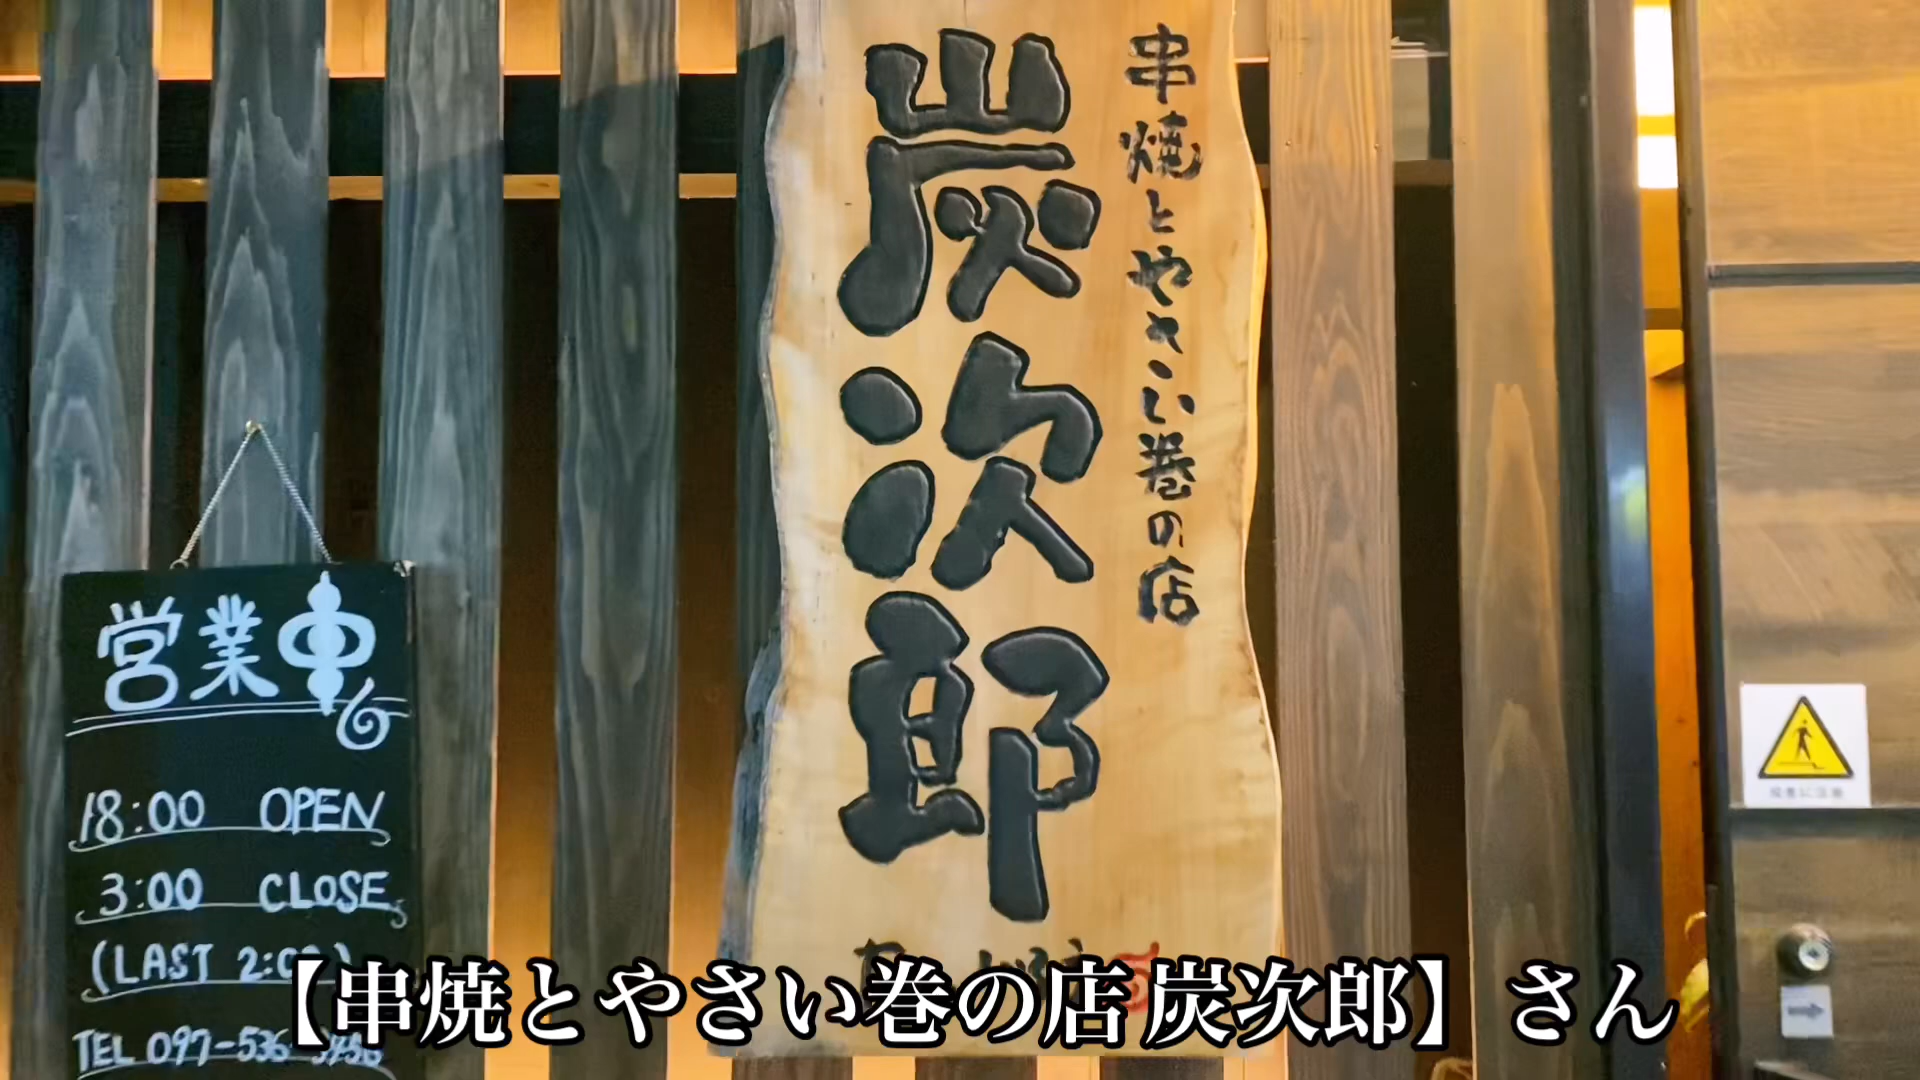 串焼とやさい巻の店
炭次郎
営業中
18:00 OPEN
3:00 CLOSE
(LAST 2:00)
TEL 097-536-
【串焼とやさい巻の店 炭次郎】さん